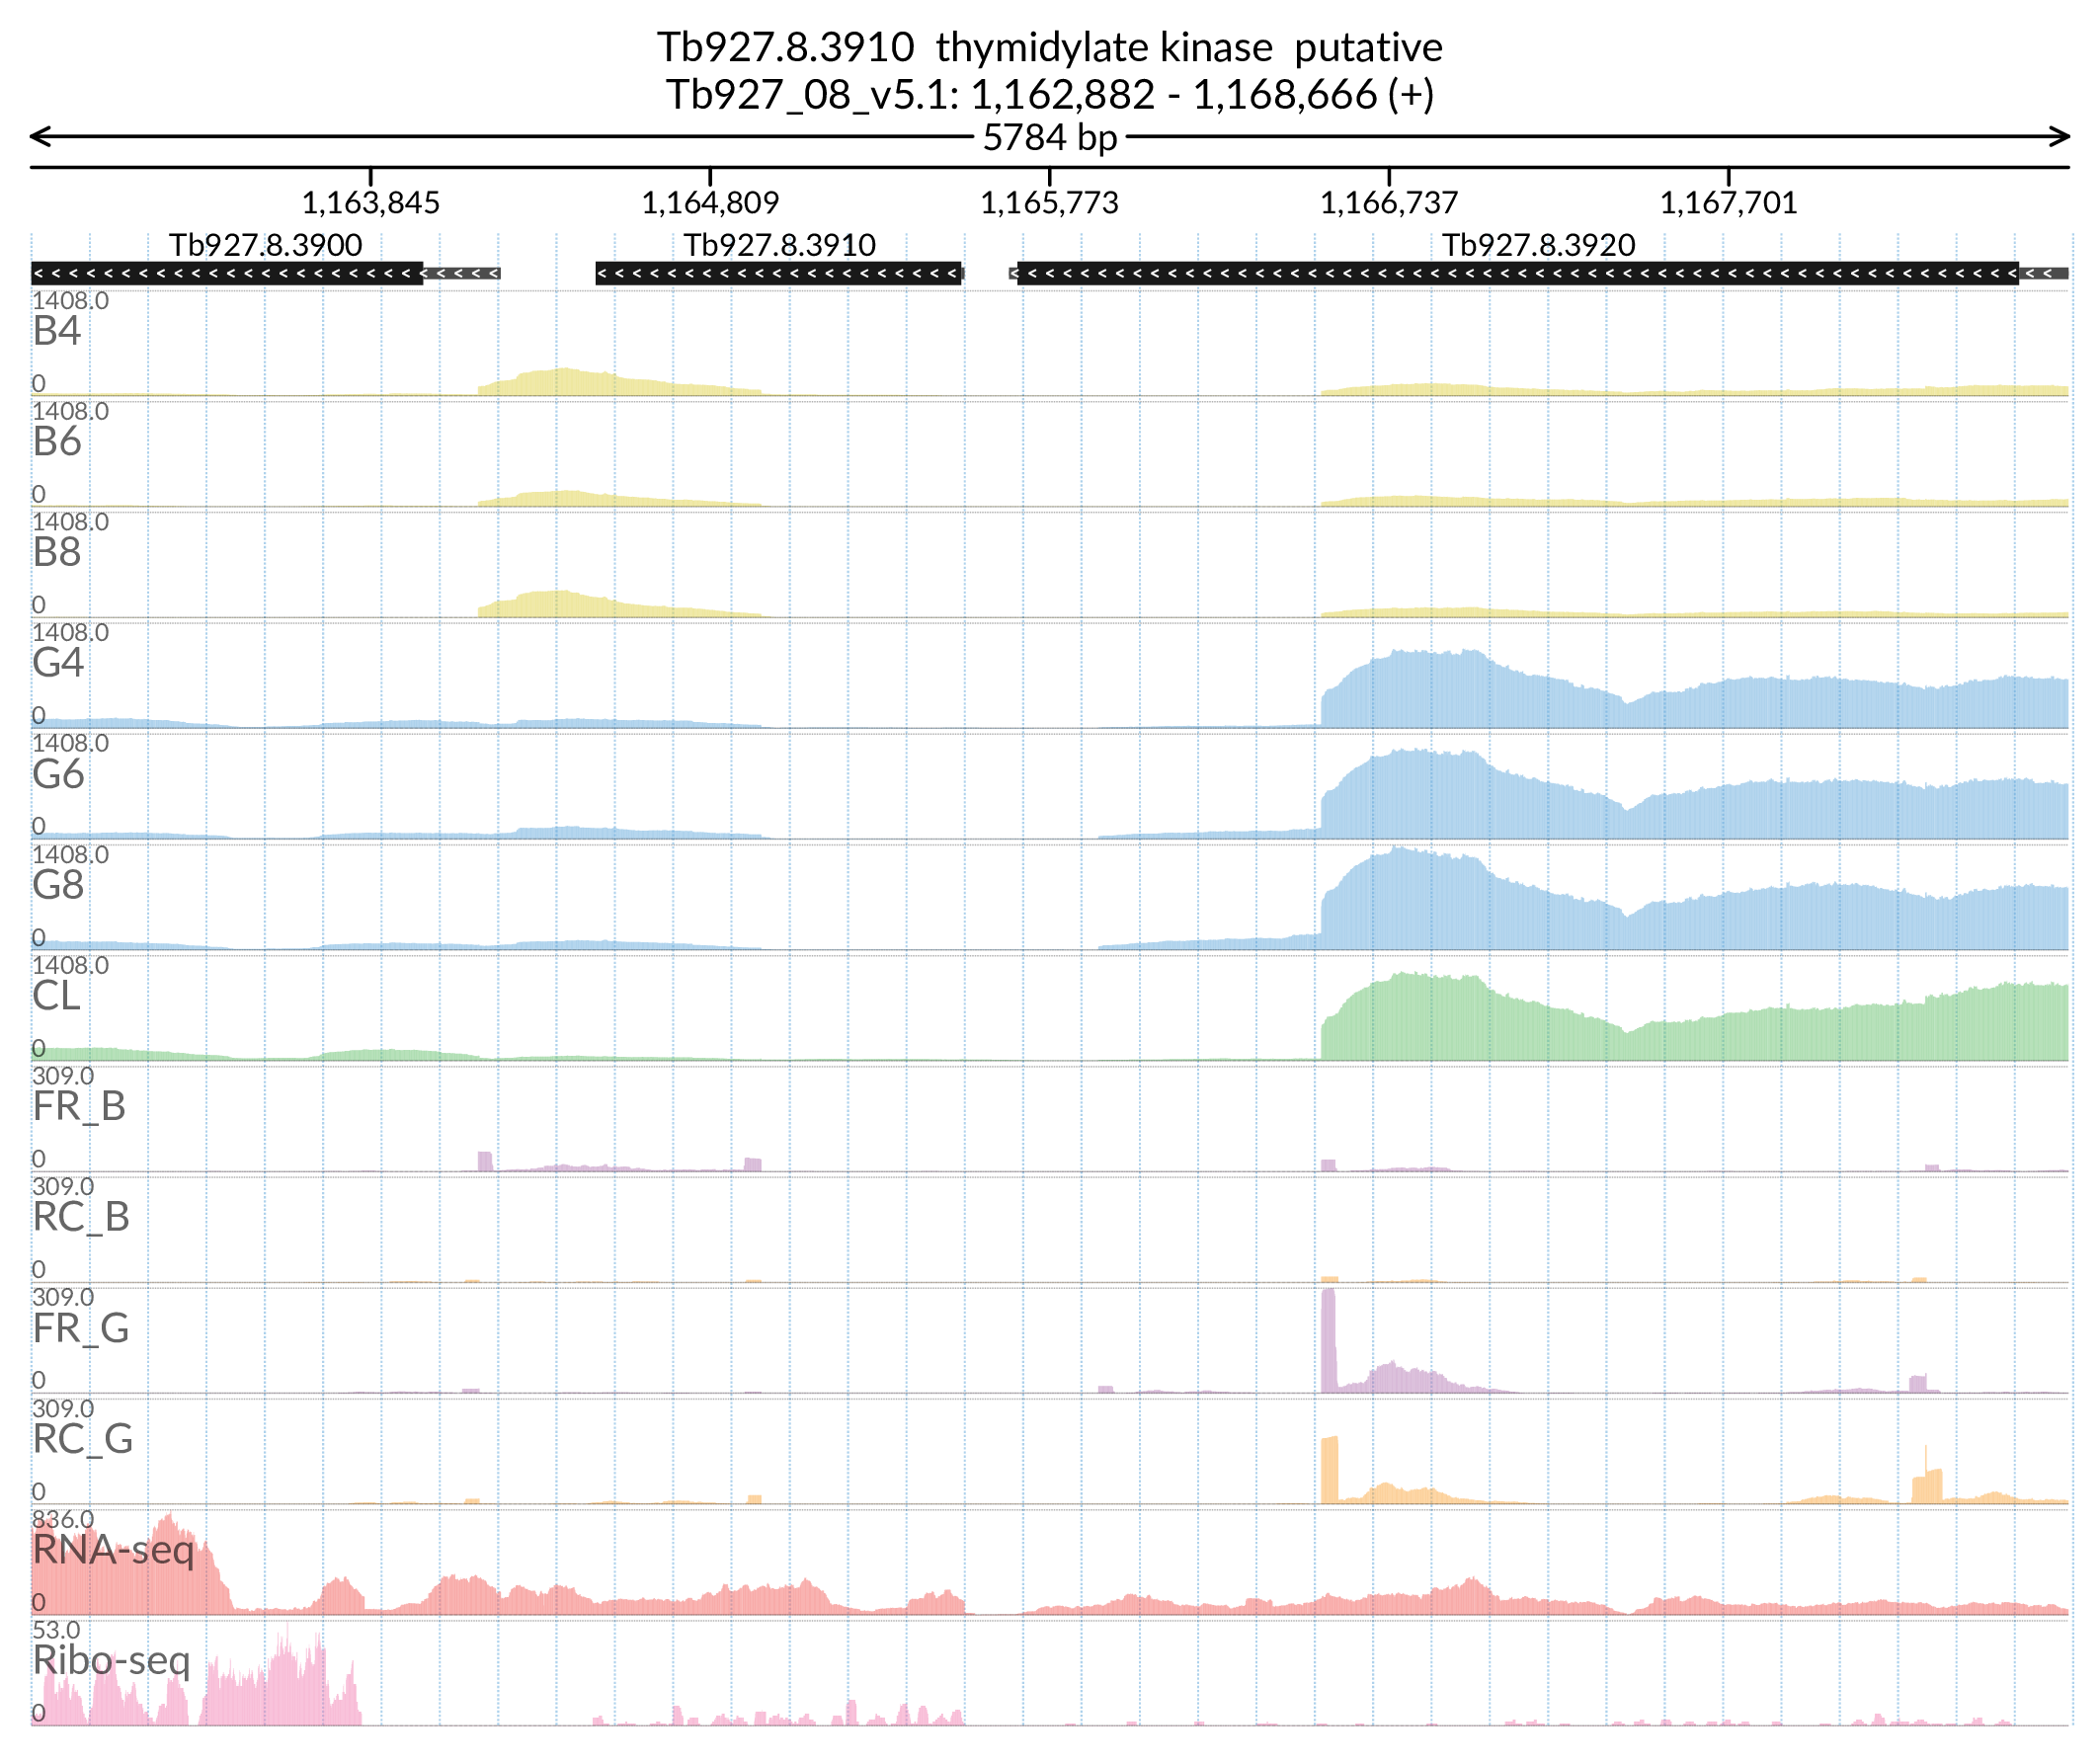 Tb927.8.3910  thymidylate kinase  putative
Tb927_08_v5.1: 1,162,882 - 1,168,666 (+)
5784 bp
1,163,845 1,164,809 1,165,773 1,166,737 1,167,701
Tb927.8.3900 Tb927.8.3910 Tb927.8.3920
1408.0
B4
0
1408.0
B6
0
1408.0
B8
0
1408.0
G4
0
1408.0
G6
0
1408.0
G8
0
1408.0
CL
0
309.0
FR_B
0
309.0
RC_B
0
309.0
FR_G
0
309.0
RC_G
0
836.0
RNA-seq
0
53.0
Ribo-seq
0